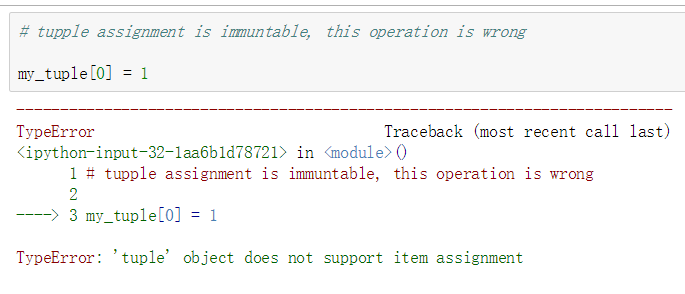 # tupple assignment is immuntable, this operation is wrong
my_tuple[0] = 1
---------------------------------------------------------------------------
TypeError Traceback (most recent call last)
<ipython-input-32-1aa6b1d78721> in <module>()
1 # tupple assignment is immuntable, this operation is wrong
2
----> 3 my_tuple[0] = 1
TypeError: 'tuple' object does not support item assignment